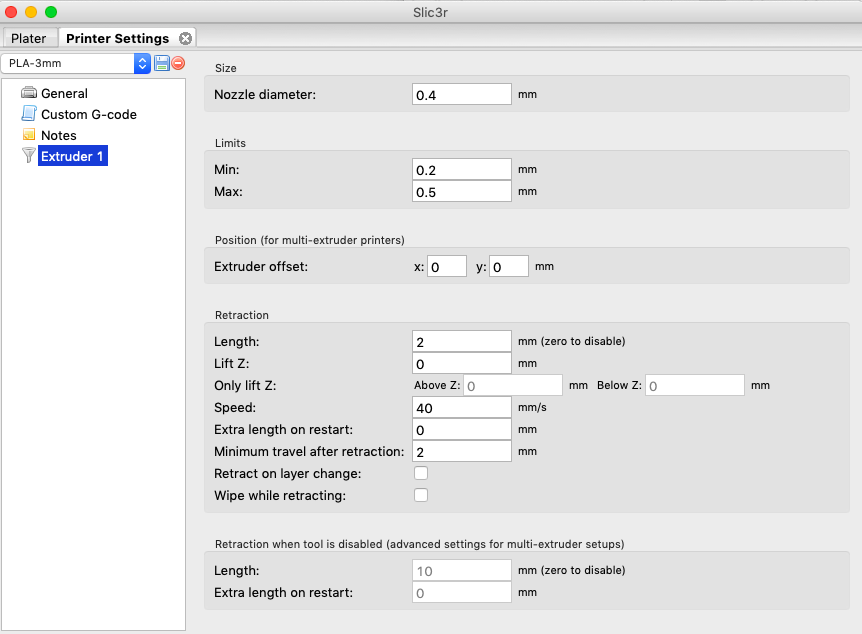 Slic3r
Plater Printer Settings
PLA-3mm
General
Custom G-code
Notes
Extruder 1
Size
Nozzle diameter: 0.4 mm
Limits
Min: 0.2 mm
Max: 0.5 mm
Position (for multi-extruder printers)
Extruder offset: x: 0 y: 0 mm
Retraction
Length: 2 mm (zero to disable)
Lift Z: 0 mm
Only lift Z: Above Z: 0 mm Below Z: 0 mm
Speed: 40 mm/s
Extra length on restart: 0 mm
Minimum travel after retraction: 2 mm
Retract on layer change:
Wipe while retracting:
Retraction when tool is disabled (advanced settings for multi-extruder setups)
Length: 10 mm (zero to disable)
Extra length on restart: 0 mm